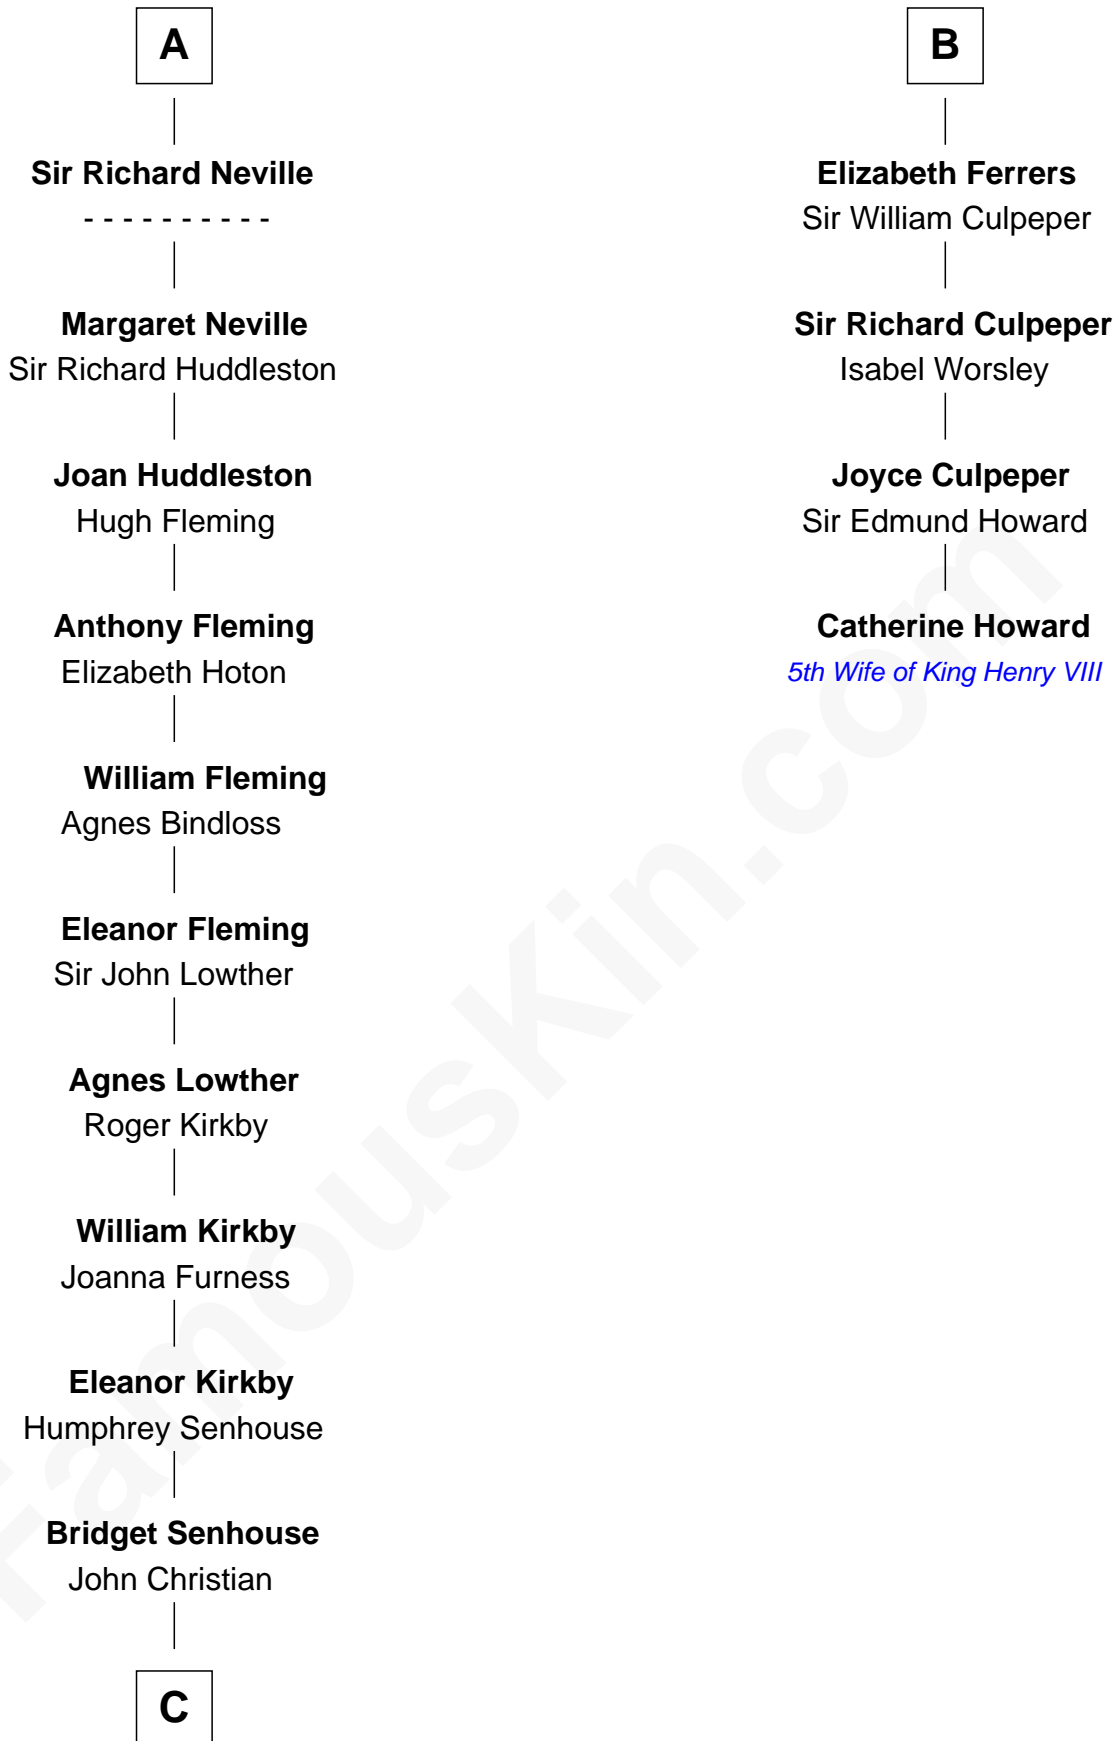 A
Sir Richard Neville
- - - - - - - - - -
Margaret Neville
Sir Richard Huddleston
Joan Huddleston
Hugh Fleming
Anthony Fleming
Elizabeth Hoton
William Fleming
Agnes Bindloss
Eleanor Fleming
Sir John Lowther
Agnes Lowther
Roger Kirkby
William Kirkby
Joanna Furness
Eleanor Kirkby
Humphrey Senhouse
Bridget Senhouse
John Christian
C
B
Elizabeth Ferrers
Sir William Culpeper
Sir Richard Culpeper
Isabel Worsley
Joyce Culpeper
Sir Edmund Howard
Catherine Howard
5th Wife of King Henry VIII
FamousKin.com